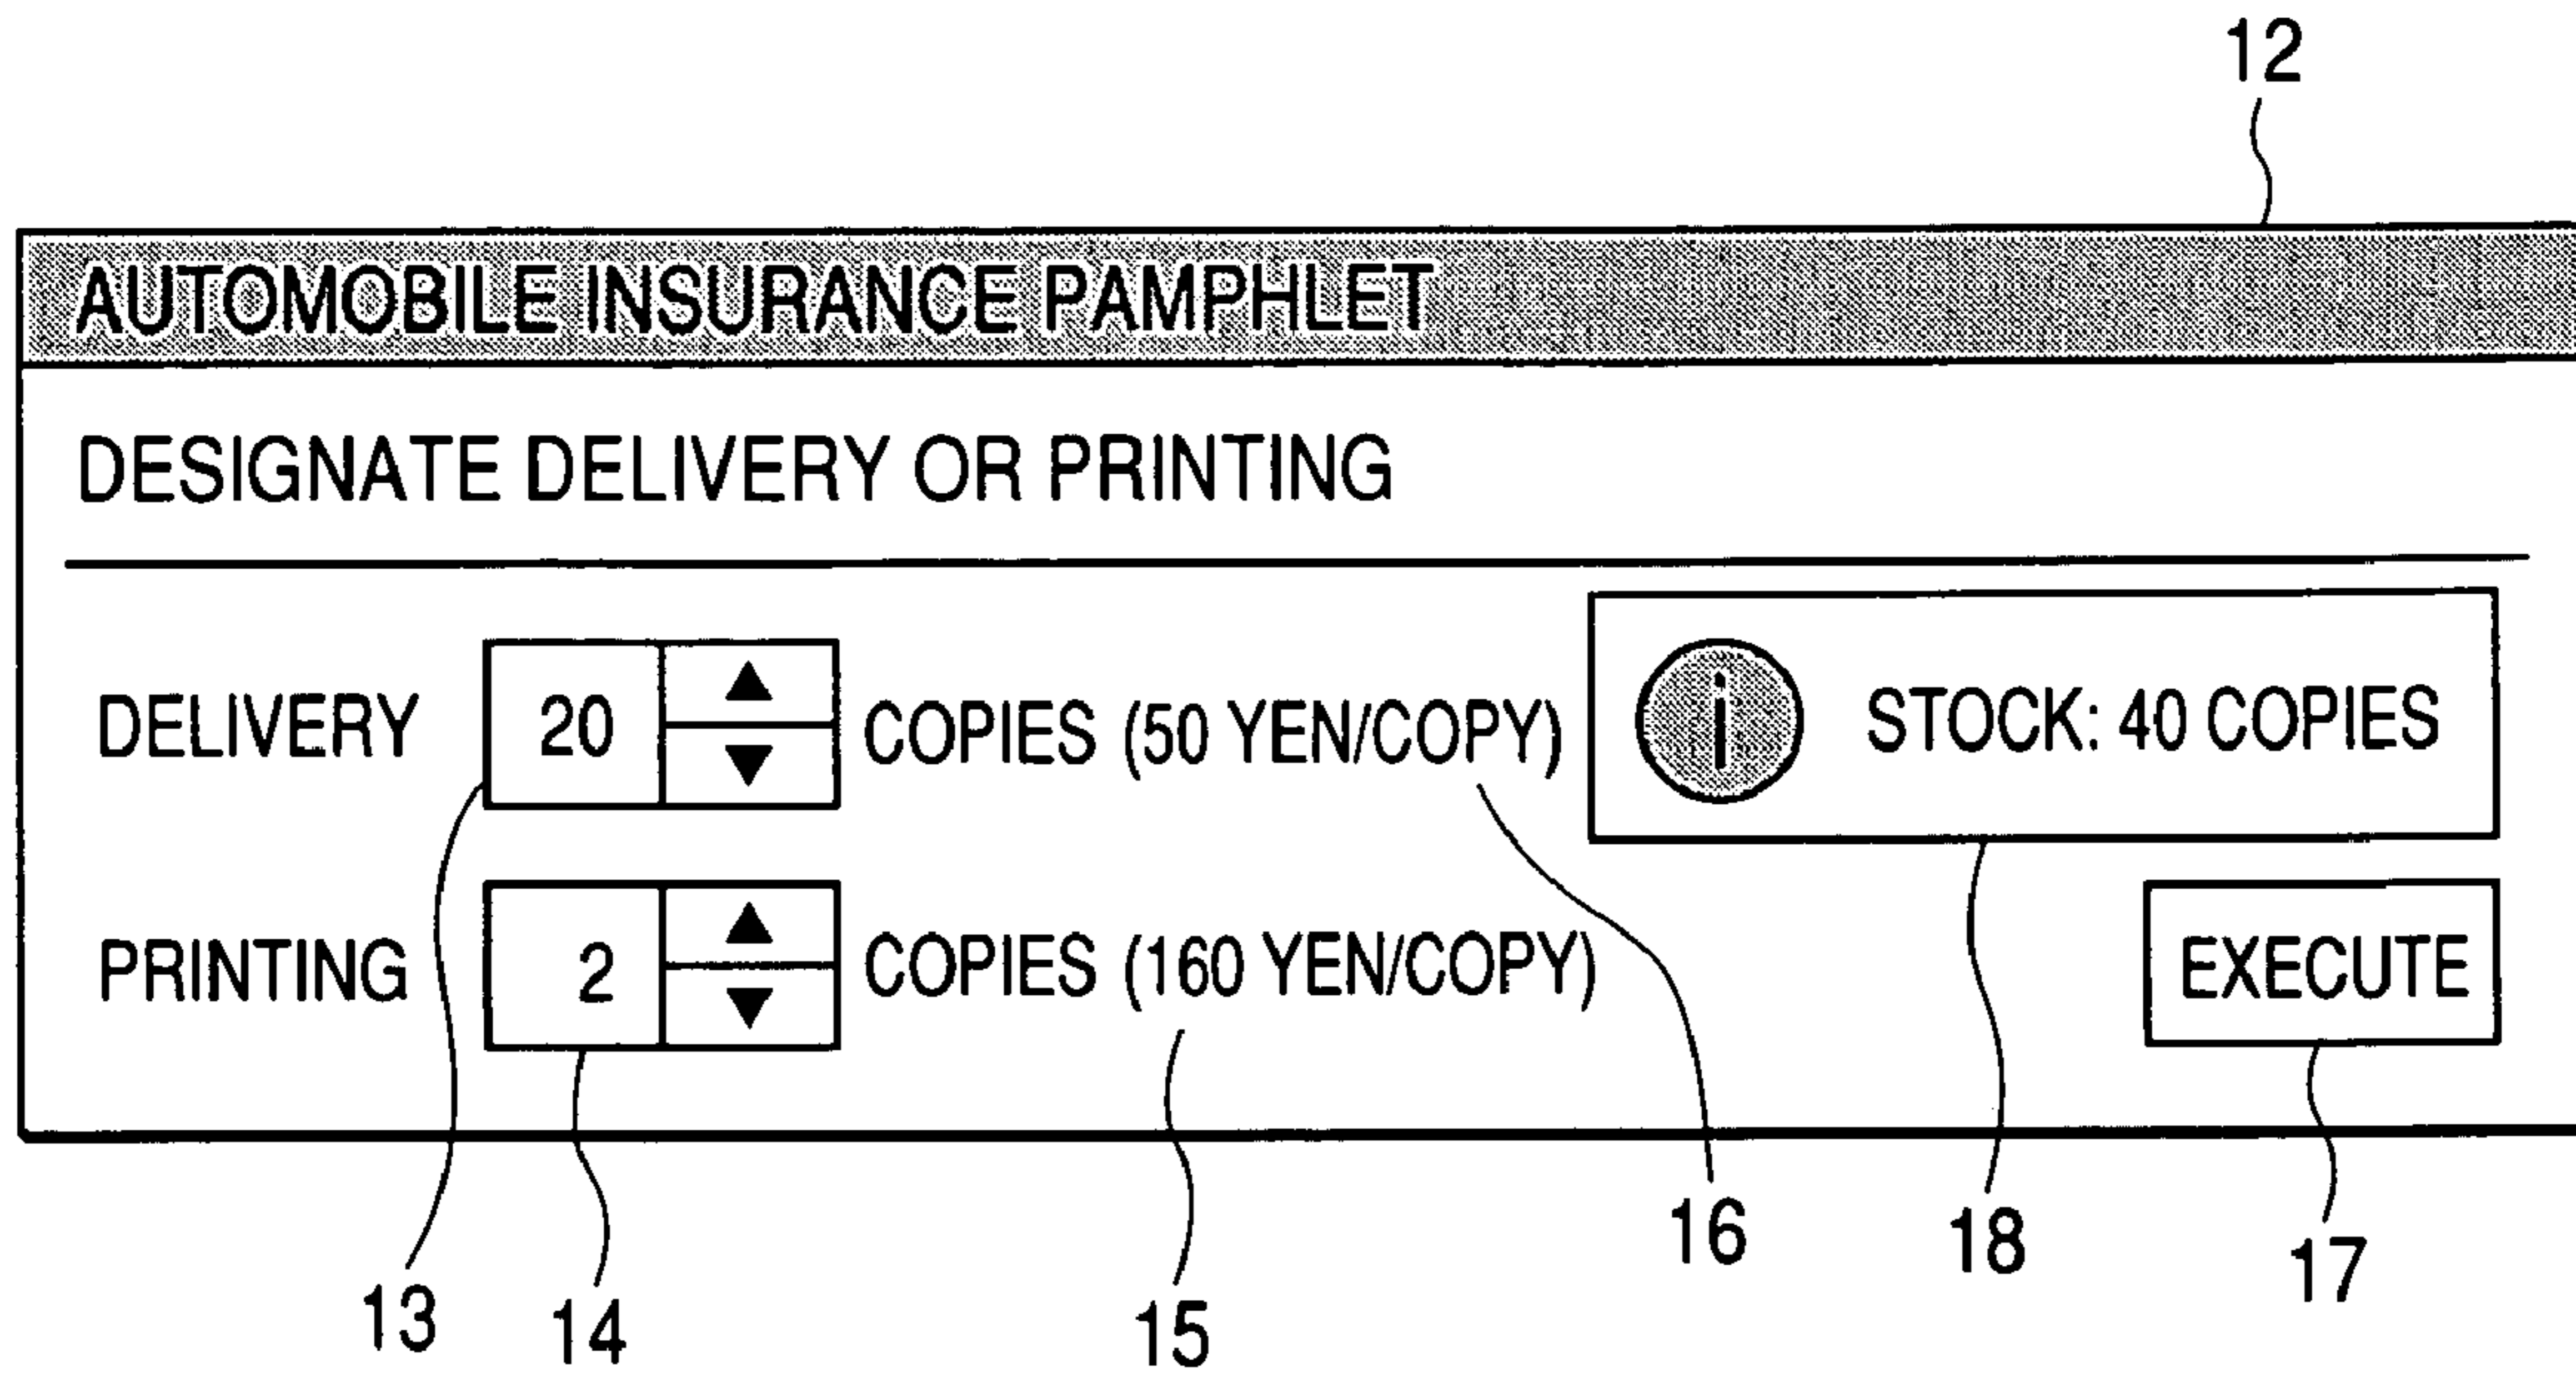 12
AUTOMOBILE INSURANCE PAMPHLET
DESIGNATE DELIVERY OR PRINTING
DELIVERY 20 COPIES (50 YEN/COPY)
i STOCK: 40 COPIES
PRINTING 2 COPIES (160 YEN/COPY)
EXECUTE
13 14 15 16 18 17